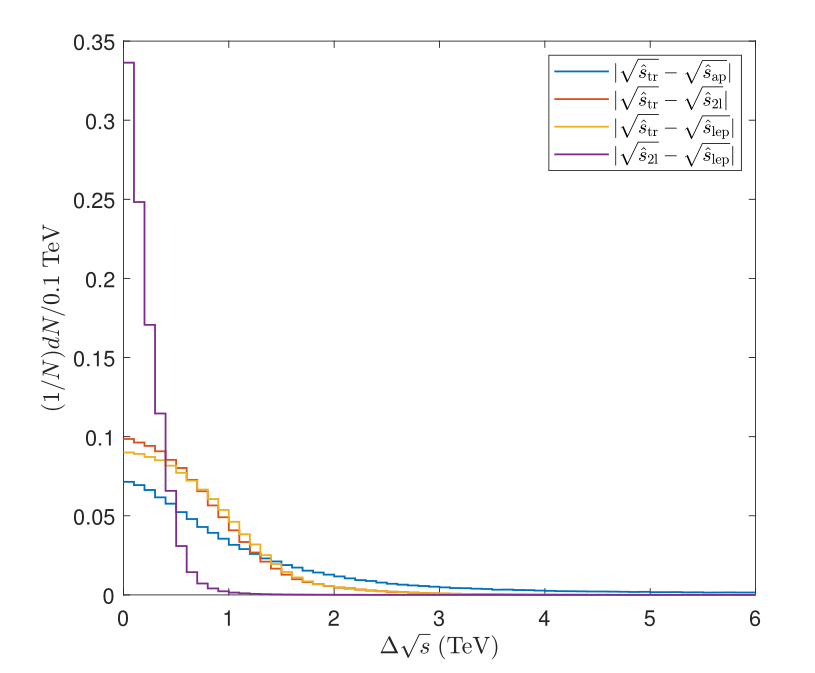 0.35
0.3
0.25
0.2
0.15
0.1
0.05
0
(1/N)dN/0.1 TeV
|√ŝ_tr − √ŝ_ap|
|√ŝ_tr − √ŝ_2l|
|√ŝ_tr − √ŝ_lep|
|√ŝ_2l − √ŝ_lep|
0 1 2 3 4 5 6
Δ√s (TeV)